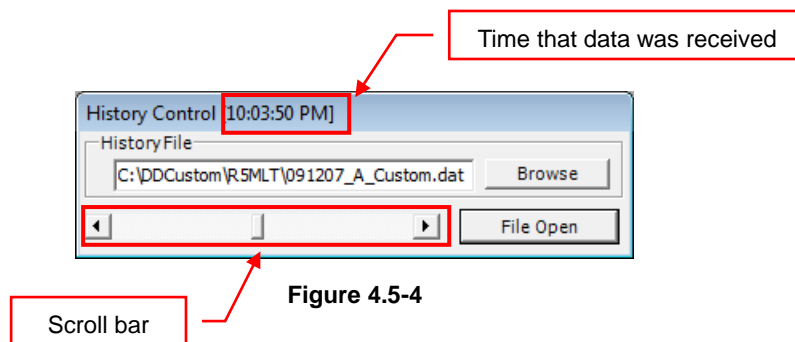 Time that data was received
History Control [10:03:50 PM]
History File
C:\DDCustom\R5MLT\091207_A_Custom.dat
Browse
File Open
Figure 4.5-4
Scroll bar